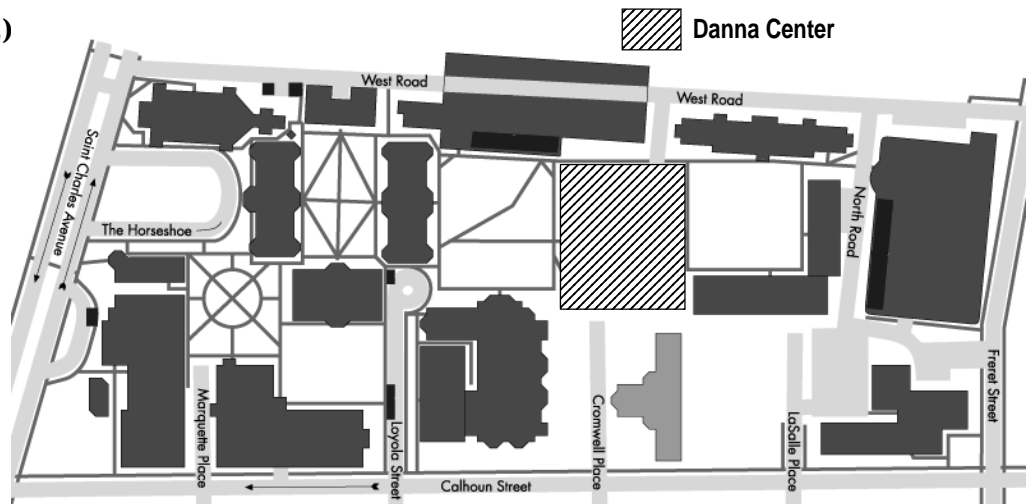 )
Danna Center
West Road
West Road
Saint Charles Avenue
The Horseshoe
North Road
Marquette Place
Loyola Street
Cromwell Place
LaSalle Place
Freret Street
Calhoun Street